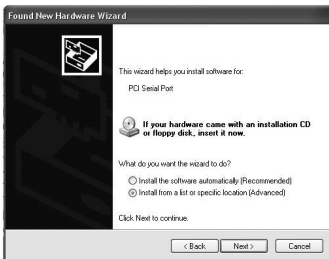 Found New Hardware Wizard
This wizard helps you install software for:
PCI Serial Port
If your hardware came with an installation CD
or floppy disk, insert it now.
What do you want the wizard to do?
Install the software automatically (Recommended)
Install from a list or specific location (Advanced)
Click Next to continue.
< Back
Next >
Cancel